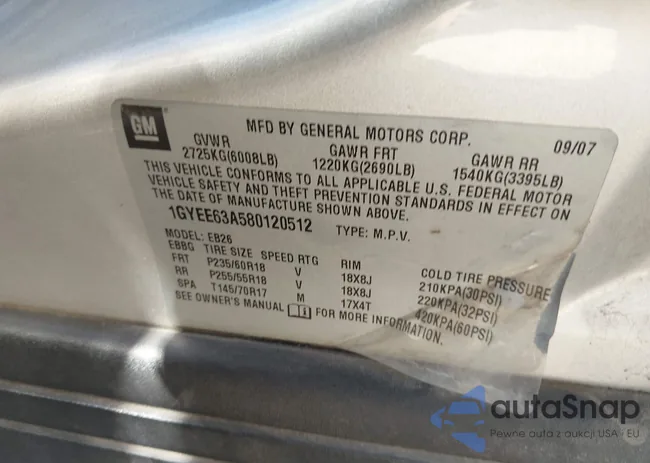 GM
MFD BY GENERAL MOTORS CORP. 09/07
GVWR GAWR FRT GAWR RR
2725KG(6008LB) 1220KG(2690LB) 1540KG(3395LB)
THIS VEHICLE CONFORMS TO ALL APPLICABLE U.S. FEDERAL MOTOR
VEHICLE SAFETY AND THEFT PREVENTION STANDARDS IN EFFECT ON
THE DATE OF MANUFACTURE SHOWN ABOVE.
1GYEE63A580120512 TYPE: M.P.V.
MODEL: EB26
EBBG TIRE SIZE SPEED RTG RIM COLD TIRE PRESSURE
FRT P235/60R18 V 18X8J 210KPA(30PSI)
RR P255/55R18 V 18X8J 220KPA(32PSI)
SPA T145/70R17 M 17X4T 420KPA(60PSI)
SEE OWNER'S MANUAL FOR MORE INFORMATION.
autaSnap
Pewne auta z aukcji USA - EU